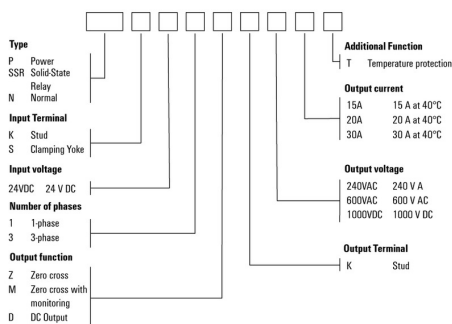 Type
P Power
SSR Solid-State
Relay
N Normal
Input Terminal
K Stud
S Clamping Yoke
Input voltage
24VDC 24 V DC
Number of phases
1 1-phase
3 3-phase
Output function
Z Zero cross
M Zero cross with
monitoring
D DC Output
Additional Function
T Temperature protection
Output current
15A 15 A at 40°C
20A 20 A at 40°C
30A 30 A at 40°C
Output voltage
240VAC 240 V A
600VAC 600 V AC
1000VDC 1000 V DC
Output Terminal
K Stud